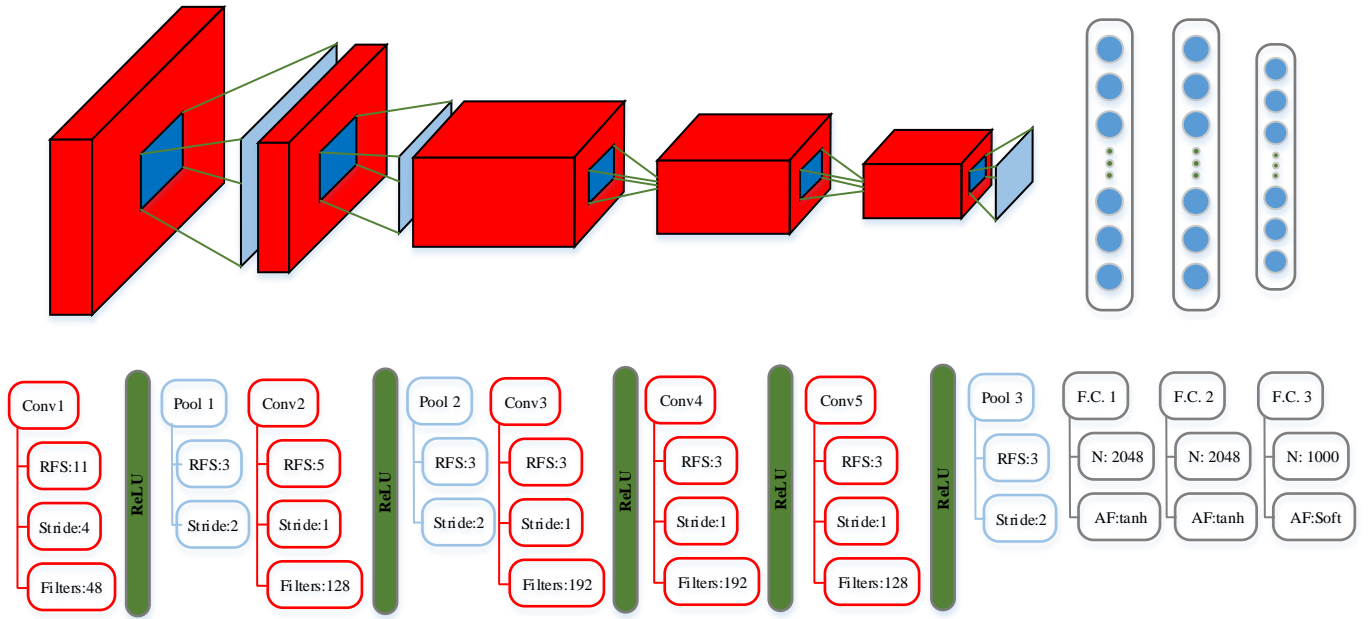 Conv1
RFS:11
Stride:4
Filters:48
ReLU
Pool 1
RFS:3
Stride:2
Conv2
RFS:5
Stride:1
Filters:128
ReLU
Pool 2
RFS:3
Stride:2
Conv3
RFS:3
Stride:1
Filters:192
ReLU
Conv4
RFS:3
Stride:1
Filters:192
ReLU
Conv5
RFS:3
Stride:1
Filters:128
ReLU
Pool 3
RFS:3
Stride:2
F.C. 1
N: 2048
AF:tanh
F.C. 2
N: 2048
AF:tanh
F.C. 3
N: 1000
AF:Soft